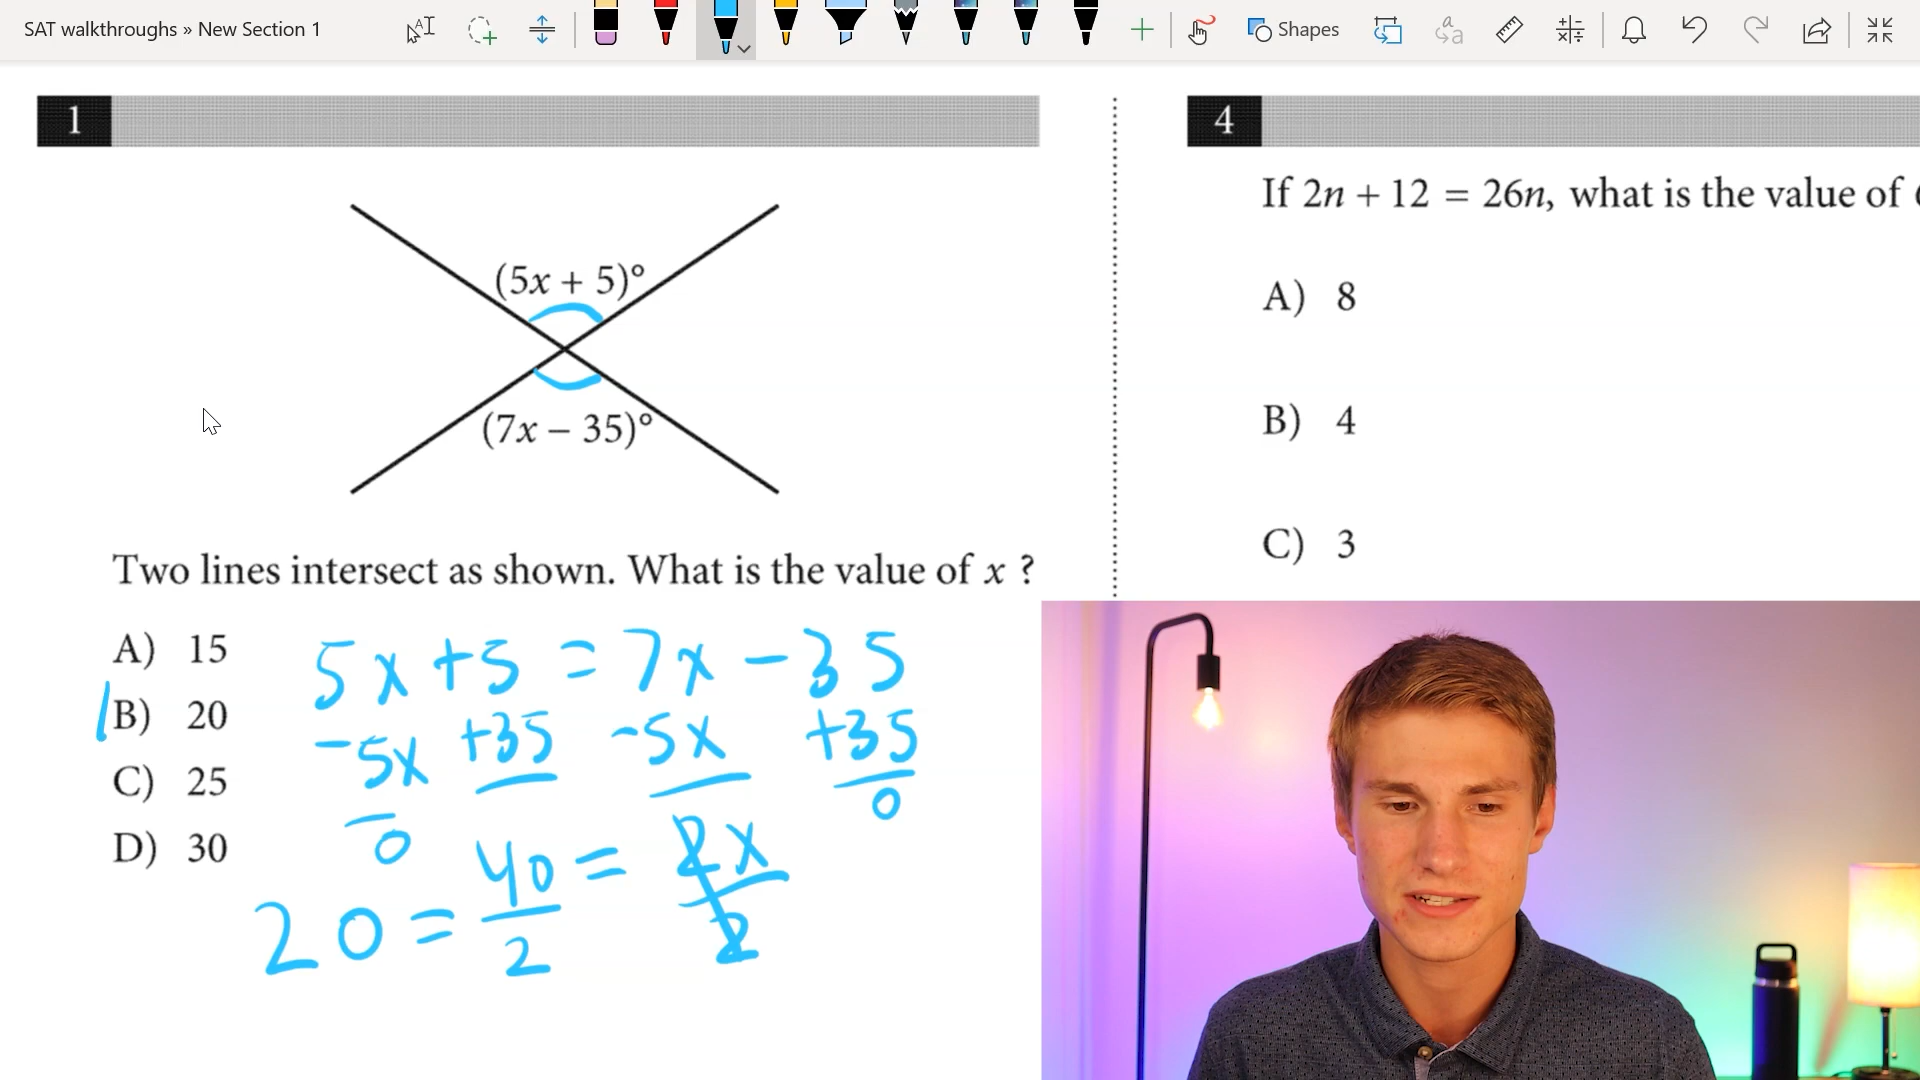 SAT walkthroughs » New Section 1
Shapes
1
(5x + 5)°
(7x – 35)°
Two lines intersect as shown. What is the value of x ?
A) 15
B) 20
C) 25
D) 30
5x +5 = 7x – 35
-5x +35 -5x +35
0 40 = 2x 0
20 = 2 2
4
If 2n + 12 = 26n, what is the value of
A) 8
B) 4
C) 3